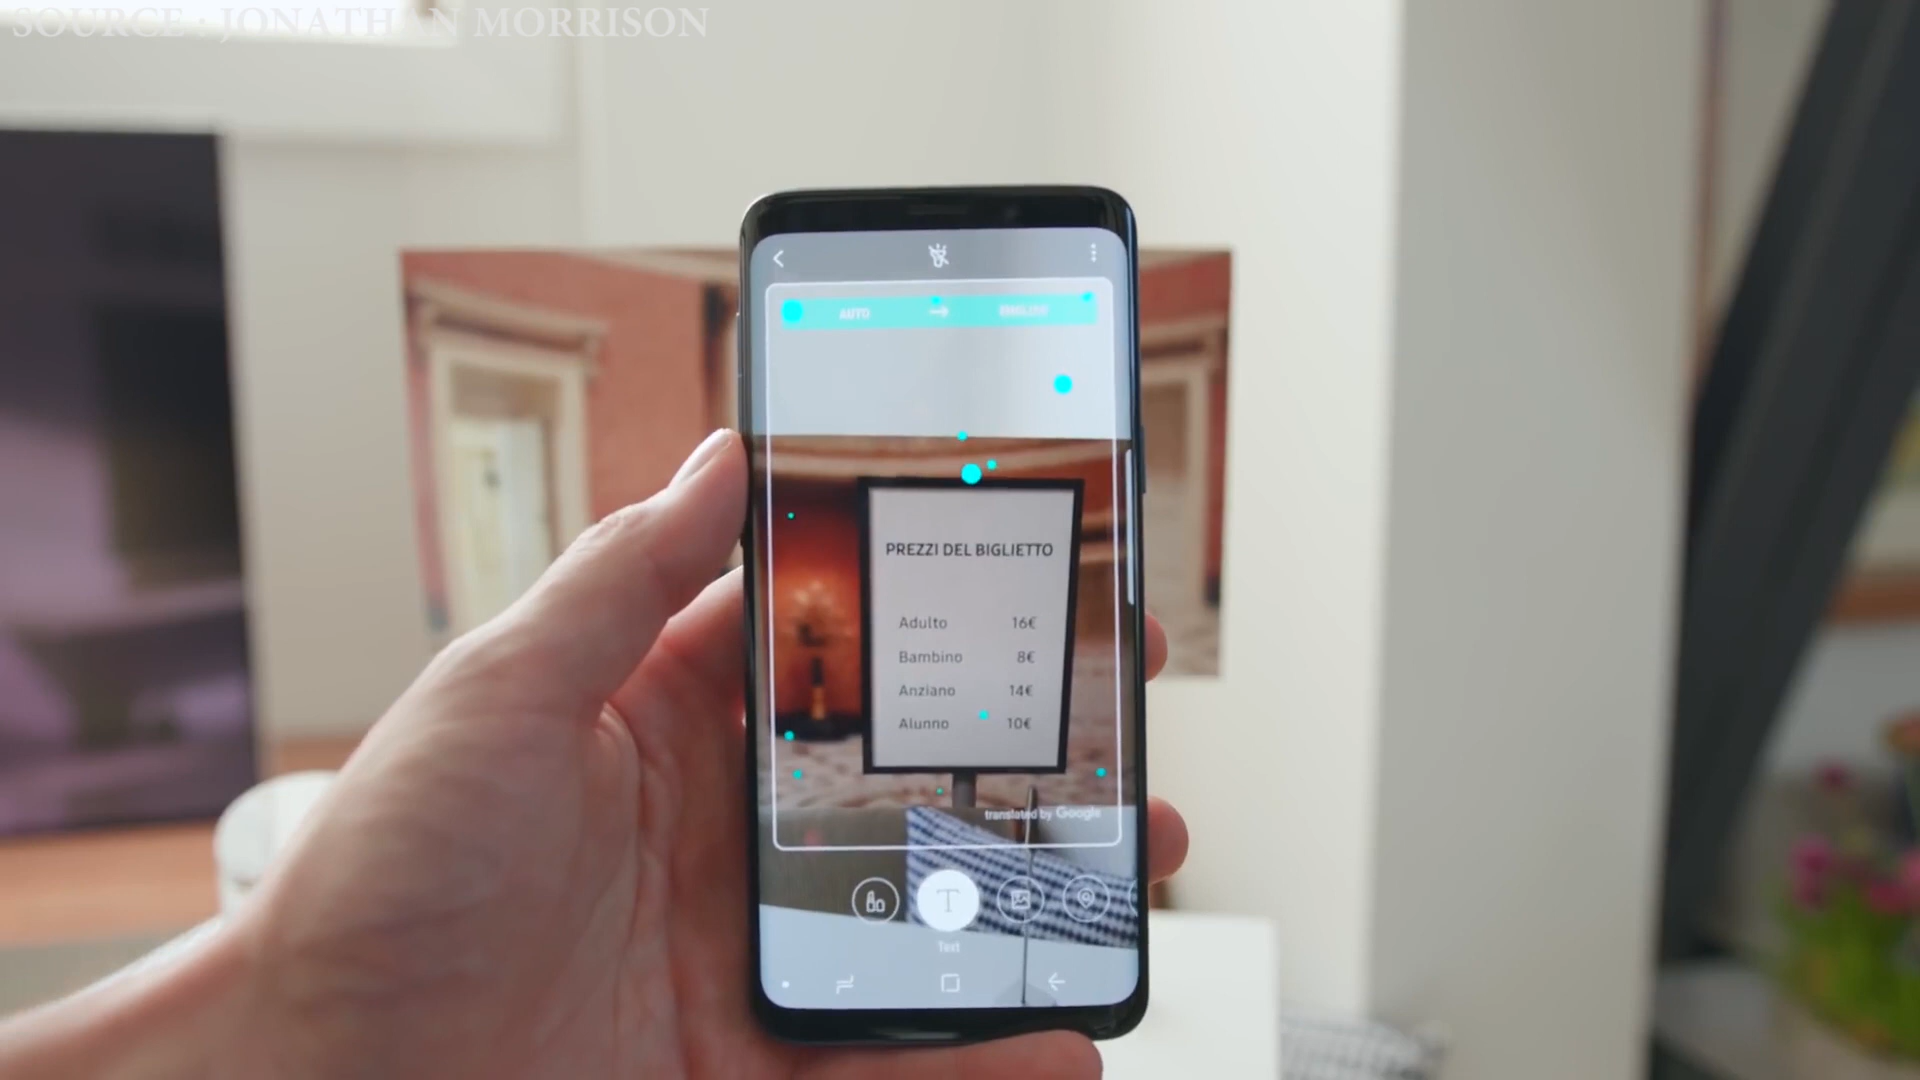 SOURCE · JONATHAN MORRISON
AUTO → ENGLISH
PREZZI DEL BIGLIETTO
Adulto 16€
Bambino 8€
Anziano 14€
Alunno 10€
translated by Google
T
Text